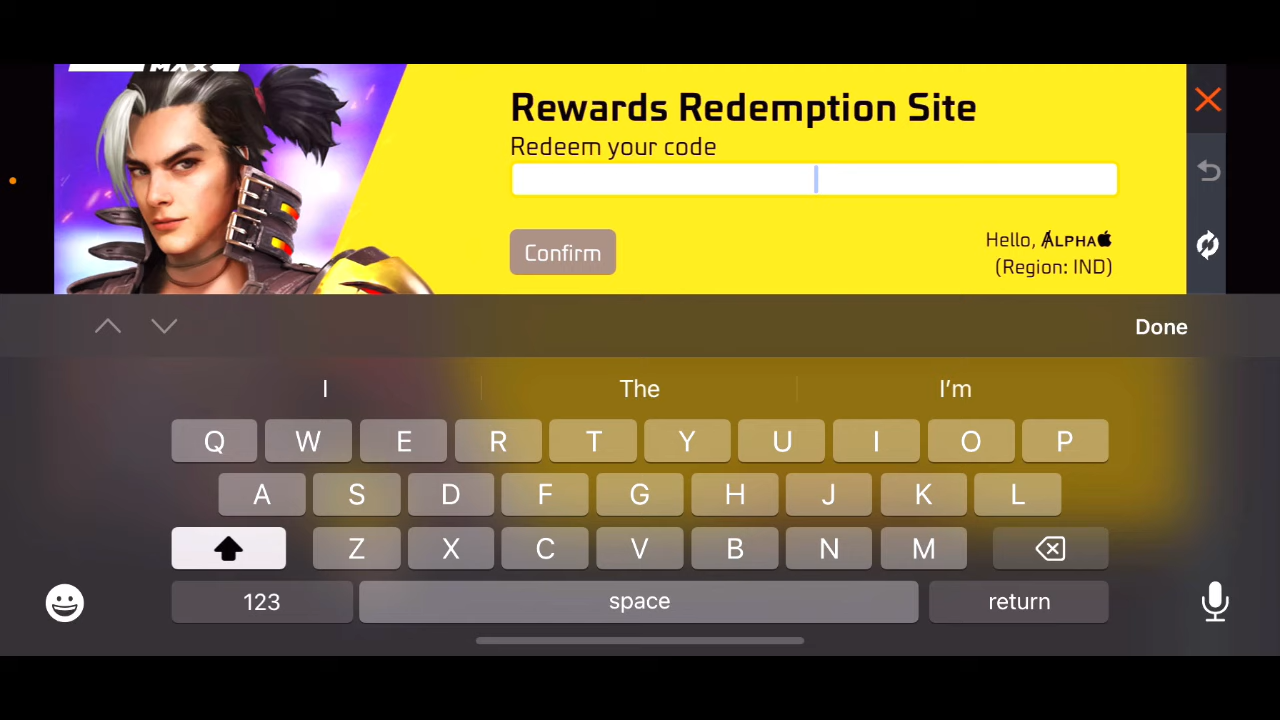 MAX
Rewards Redemption Site
Redeem your code
Confirm
Hello, ALPHA
(Region: IND)
Done
I
The
I'm
Q W E R T Y U I O P
A S D F G H J K L
Z X C V B N M
123
space
return